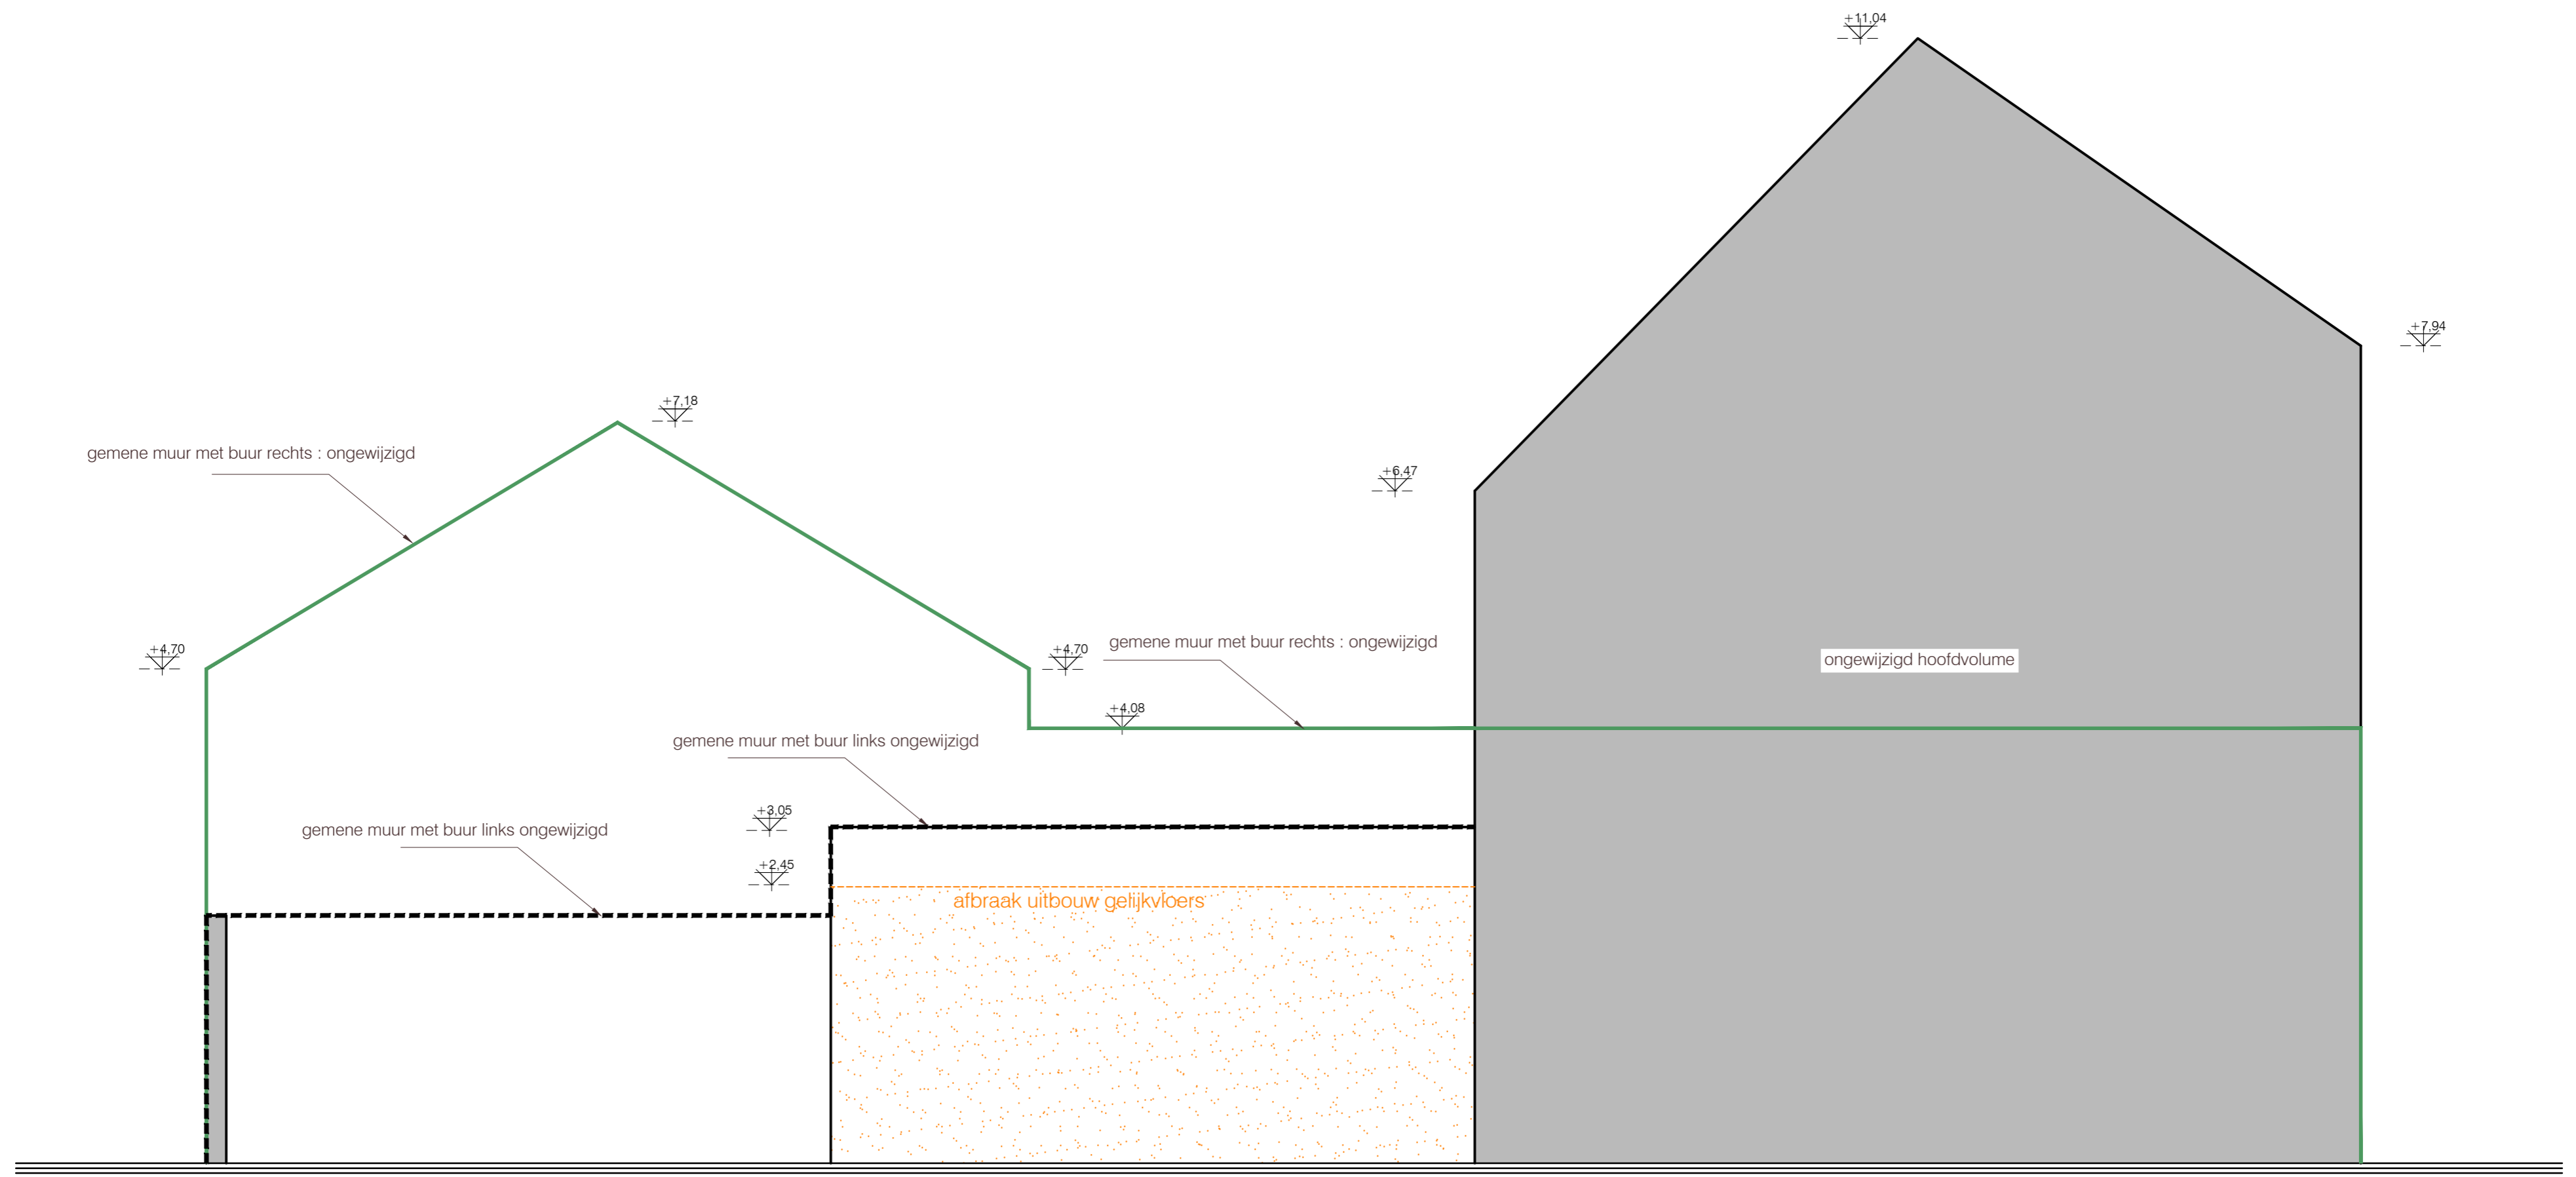 +11,04
+7,94
+7,18
gemene muur met buur rechts : ongewijzigd
+6,47
gemene muur met buur rechts : ongewijzigd
+4,70
+4,70
ongewijzigd hoofdvolume
+4,08
gemene muur met buur links ongewijzigd
+3,05
gemene muur met buur links ongewijzigd
+2,45
afbraak uitbouw gelijkvloers